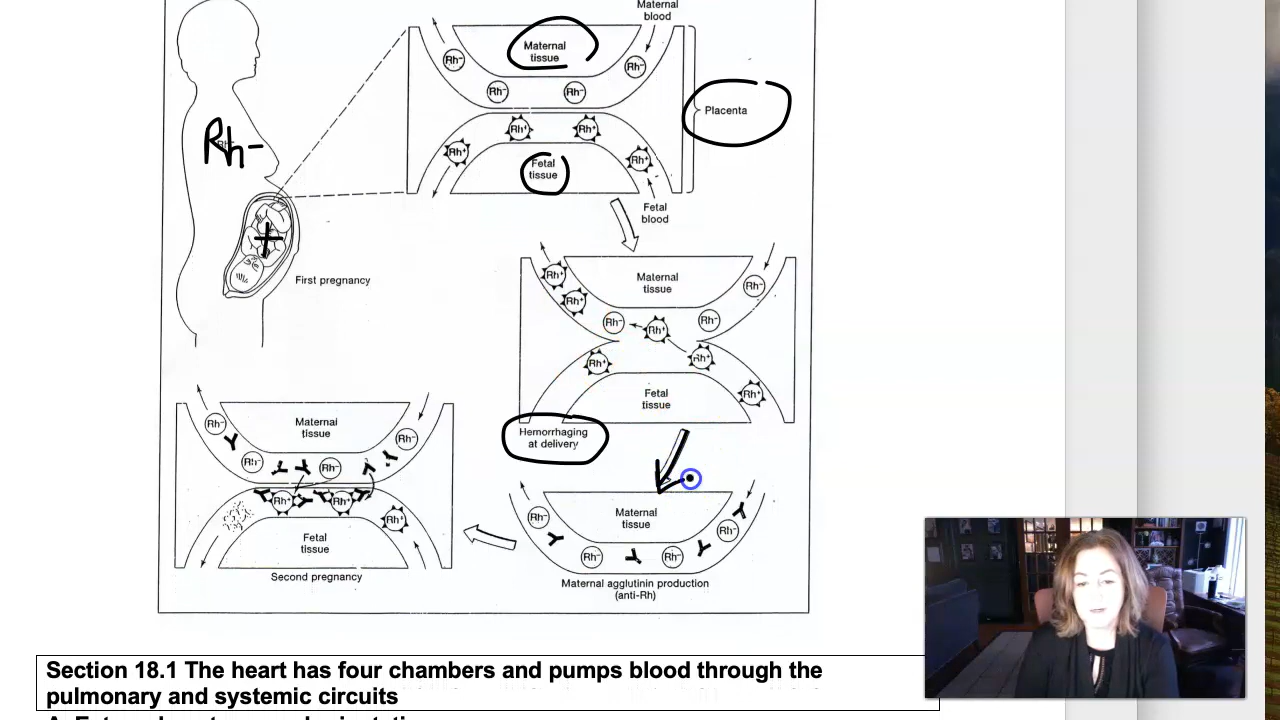 Maternal
blood
Maternal
tissue
Rh-
Rh-
Rh-
Rh-
Placenta
Rh-
Rh+
Rh+
Rh+
Rh+
Fetal
tissue
Fetal
blood
+
First pregnancy
Rh+
Rh+
Maternal
tissue
Rh-
Rh-
Rh+
Rh-
Rh+
Rh+
Fetal
tissue
Rh+
Hemorrhaging
at delivery
Rh-
Maternal
tissue
Rh-
Rh-
Rh-
Rh+
Rh+
Rh+
Fetal
tissue
Second pregnancy
Rh-
Maternal
tissue
Rh-
Rh-
Rh-
Maternal agglutinin production
(anti-Rh)
Section 18.1 The heart has four chambers and pumps blood through the
pulmonary and systemic circuits